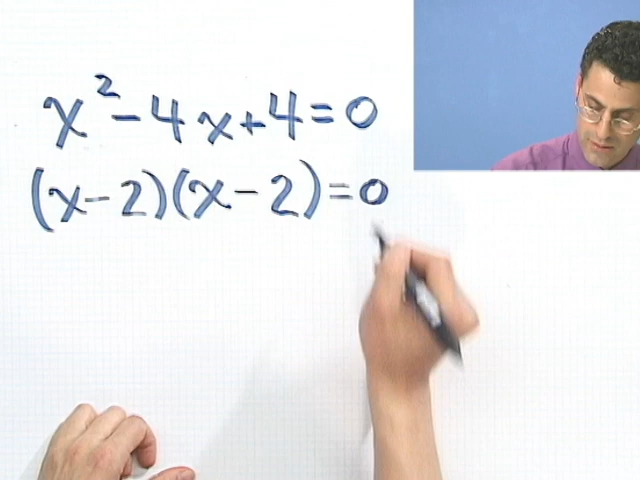 x² - 4x + 4 = 0
(x - 2)(x - 2) = 0